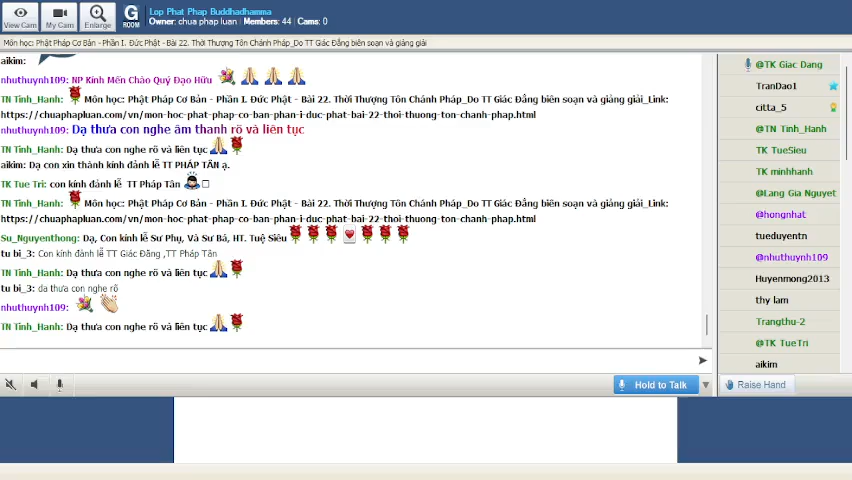 View Cam
My Cam
Enlarge
G
ROOM
Lop Phat Phap Buddhadhamma
Owner: chua phap luan | Members: 44 | Cams: 0
Môn học: Phật Pháp Cơ Bản - Phần I. Đức Phật - Bài 22. Thời Thượng Tôn Chánh Pháp_Do TT Giác Đẳng biên soạn và giảng giải
aikim:
nhuthuynh109: NP Kính Mến Chào Quý Đạo Hữu
TN Tinh_Hanh: Môn học: Phật Pháp Cơ Bản - Phần I. Đức Phật - Bài 22. Thời Thượng Tôn Chánh Pháp_Do TT Giác Đẳng biên soạn và giảng giải_Link:
https://chuaphapluan.com/vn/mon-hoc-phat-phap-co-ban-phan-i-duc-phat-bai-22-thoi-thuong-ton-chanh-phap.html
nhuthuynh109: Dạ thưa con nghe âm thanh rõ và liên tục
TN Tinh_Hanh: Dạ thưa con nghe rõ và liên tục
aikim: Dạ con xin thành kính đảnh lễ TT PHÁP TÂN ạ.
TK Tue Tri: con kính đảnh lễ TT Pháp Tân
TN Tinh_Hanh: Môn học: Phật Pháp Cơ Bản - Phần I. Đức Phật - Bài 22. Thời Thượng Tôn Chánh Pháp_Do TT Giác Đẳng biên soạn và giảng giải_Link:
https://chuaphapluan.com/vn/mon-hoc-phat-phap-co-ban-phan-i-duc-phat-bai-22-thoi-thuong-ton-chanh-phap.html
Su_Nguyenthong: Dạ, Con kính lễ Sư Phụ, Và Sư Bá, HT. Tuệ Siêu
tu bi_3: Con kính đảnh lễ TT Giác Đẳng ,TT Pháp Tân
TN Tinh_Hanh: Dạ thưa con nghe rõ và liên tục
tu bi_3: da thưa con nghe rõ
nhuthuynh109:
TN Tinh_Hanh: Dạ thưa con nghe rõ và liên tục
Hold to Talk
@TK Giac Dang
TranDao1
citta_5
@TN Tinh_Hanh
TK TueSieu
TK minhhanh
@Lang Gia Nguyet
@hongnhat
tueduyentn
@nhuthuynh109
Huyenmong2013
thy lam
Trangthu-2
@TK TueTri
aikim
Raise Hand